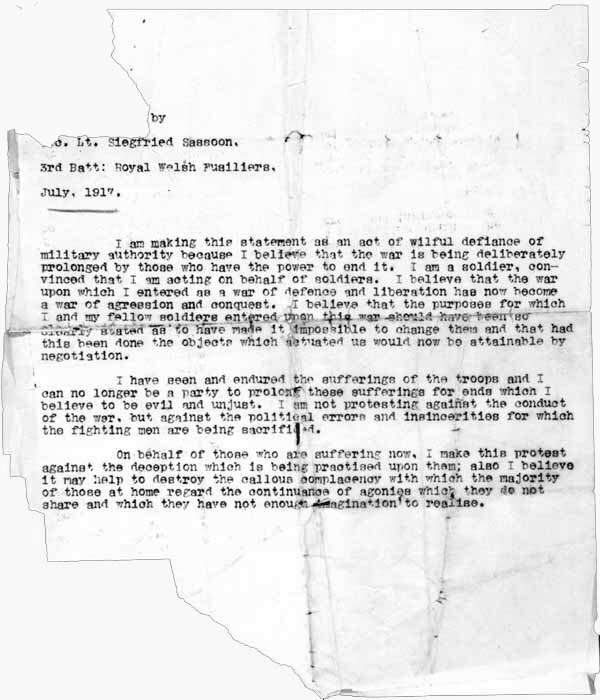 by
Lt. Siegfried Sassoon.
3rd Batt: Royal Welsh Fusiliers.
July, 1917.
I am making this statement as an act of wilful defiance of
military authority because I believe that the war is being deliberately
prolonged by those who have the power to end it. I am a soldier, con-
vinced that I am acting on behalf of soldiers. I believe that the war
upon which I entered as a war of defence and liberation has now become
a war of agression and conquest. I believe that the purposes for which
I and my fellow soldiers entered upon this war should have been so
clearly stated as to have made it impossible to change them and that had
this been done the objects which actuated us would now be attainable by
negotiation.
I have seen and endured the sufferings of the troops and I
can no longer be a party to prolong these sufferings for ends which I
believe to be evil and unjust. I am not protesting against the conduct
of the war, but against the political errors and insincerities for which
the fighting men are being sacrificed.
On behalf of those who are suffering now, I make this protest
against the deception which is being practised upon them; also I believe
it may help to destroy the callous complacency with which the majority
of those at home regard the continuance of agonies which they do not
share and which they have not enough imagination to realise.